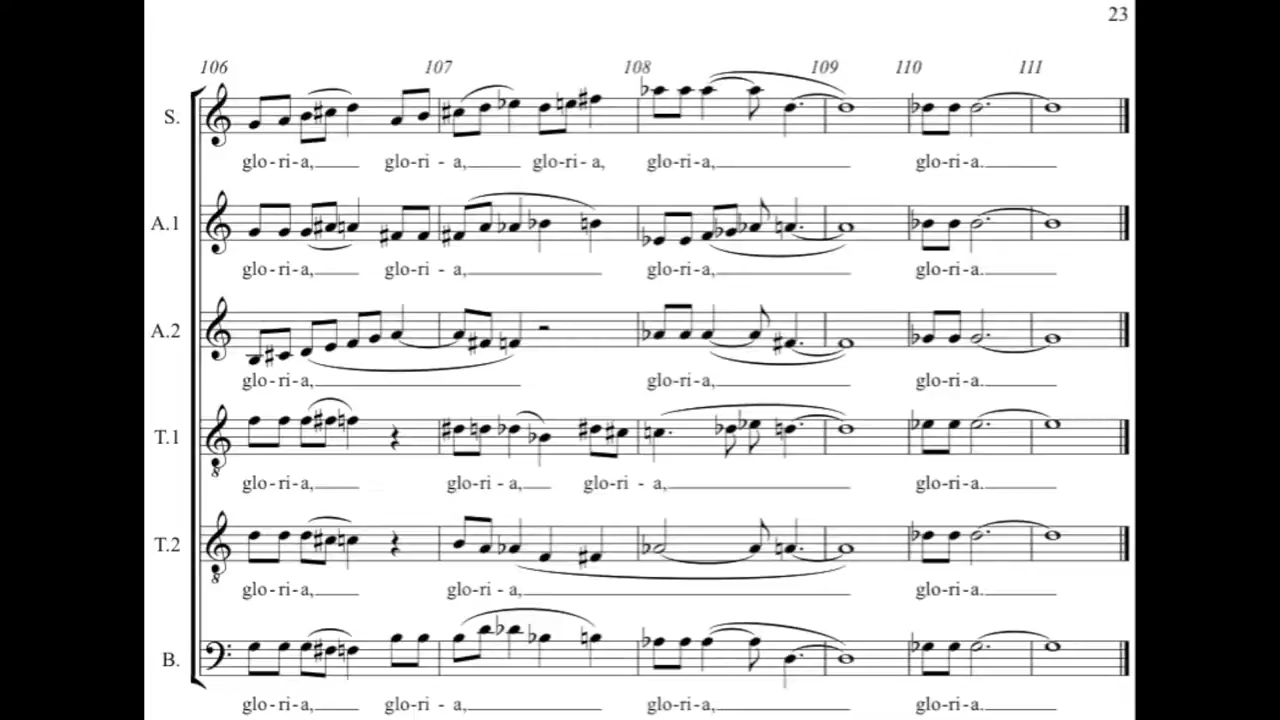 23
106 107 108 109 110 111
S.
glo-ri-a, glo-ri - a, glo-ri-a, glo-ri-a, glo-ri-a.
A.1
glo-ri-a, glo-ri - a, glo-ri-a, glo-ri-a.
A.2
glo-ri-a, glo-ri-a, glo-ri-a.
T.1
glo-ri-a, glo-ri - a, glo-ri - a, glo-ri-a.
8
T.2
glo-ri-a, glo-ri - a, glo-ri-a.
8
B.
glo-ri-a, glo-ri - a, glo-ri-a, glo-ri-a.